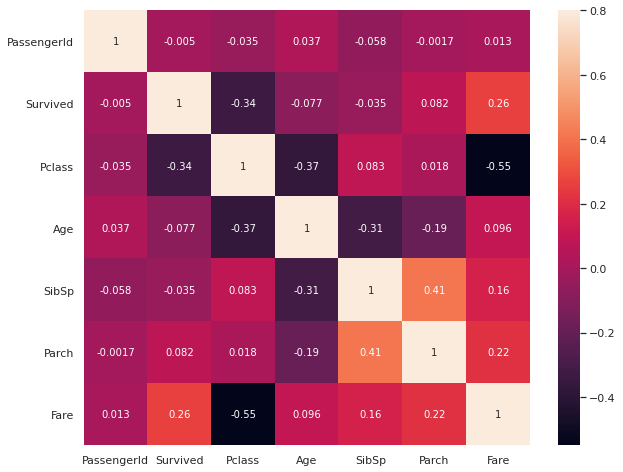 PassengerId 1 -0.005 -0.035 0.037 -0.058 -0.0017 0.013
Survived -0.005 1 -0.34 -0.077 -0.035 0.082 0.26
Pclass -0.035 -0.34 1 -0.37 0.083 0.018 -0.55
Age 0.037 -0.077 -0.37 1 -0.31 -0.19 0.096
SibSp -0.058 -0.035 0.083 -0.31 1 0.41 0.16
Parch -0.0017 0.082 0.018 -0.19 0.41 1 0.22
Fare 0.013 0.26 -0.55 0.096 0.16 0.22 1
PassengerId Survived Pclass Age SibSp Parch Fare
0.8
0.6
0.4
0.2
0.0
−0.2
−0.4